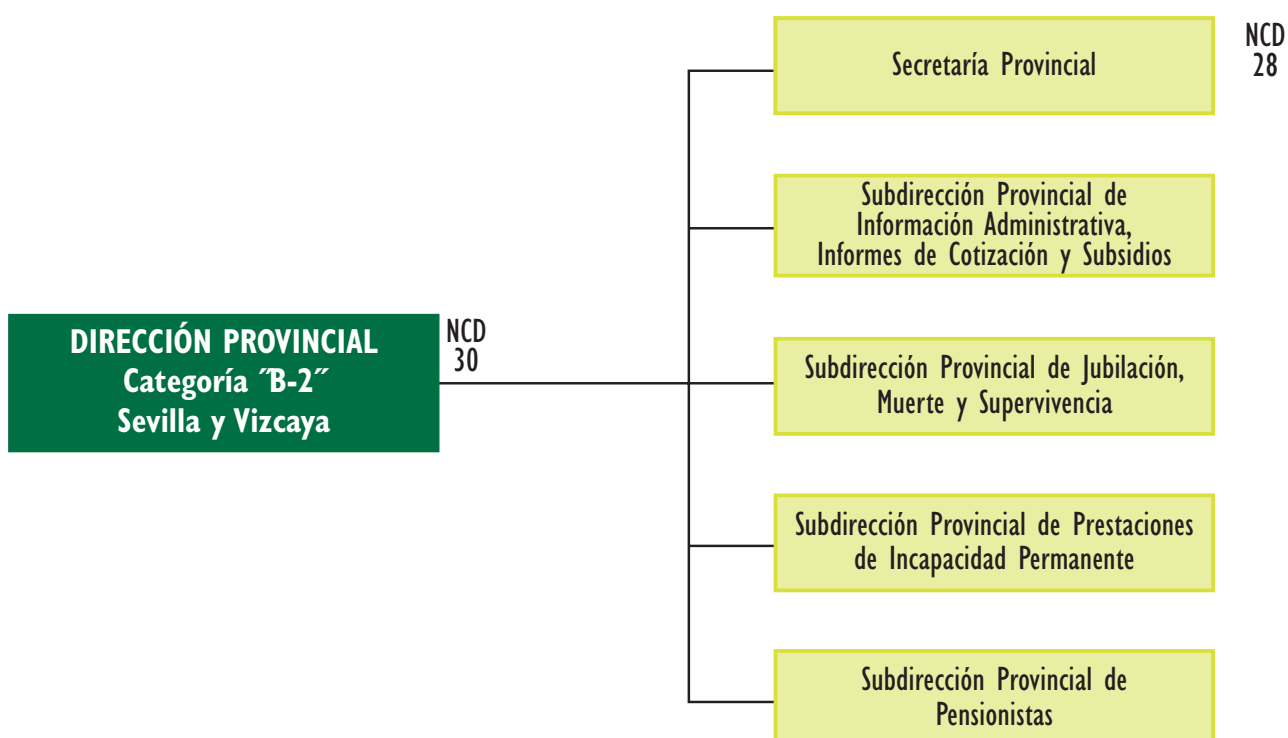 Secretaría Provincial
NCD
28
Subdirección Provincial de
Información Administrativa,
Informes de Cotización y Subsidios
DIRECCIÓN PROVINCIAL
Categoría ˝B-2˝
Sevilla y Vizcaya
NCD
30
Subdirección Provincial de Jubilación,
Muerte y Supervivencia
Subdirección Provincial de Prestaciones
de Incapacidad Permanente
Subdirección Provincial de
Pensionistas